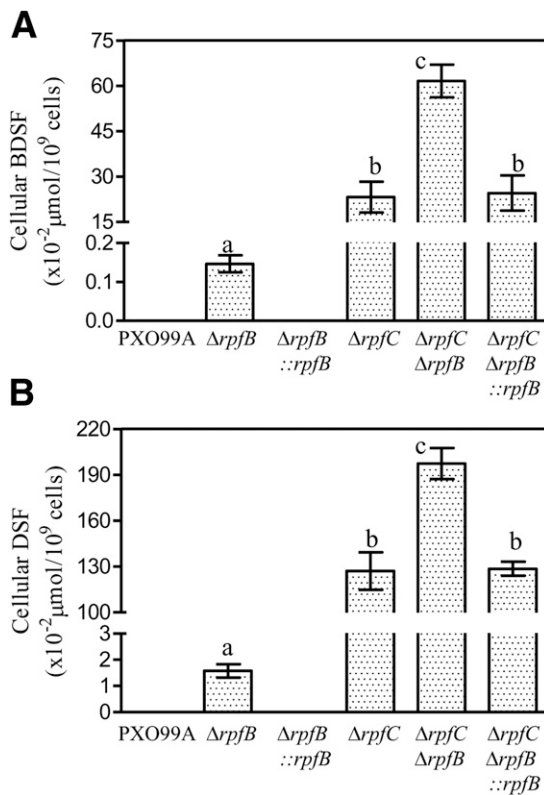 A
Cellular BDSF
(x10⁻²μmol/10⁹ cells)
75
60
45
30
15
0.2
0.1
0.0
a
b
c
b
PXO99A ΔrpfB ΔrpfB ΔrpfC ΔrpfC ΔrpfC
::rpfB ΔrpfB ΔrpfB
::rpfB
B
Cellular DSF
(x10⁻²μmol/10⁹ cells)
220
190
160
130
100
3
2
1
0
a
b
c
b
PXO99A ΔrpfB ΔrpfB ΔrpfC ΔrpfC ΔrpfC
::rpfB ΔrpfB ΔrpfB
::rpfB